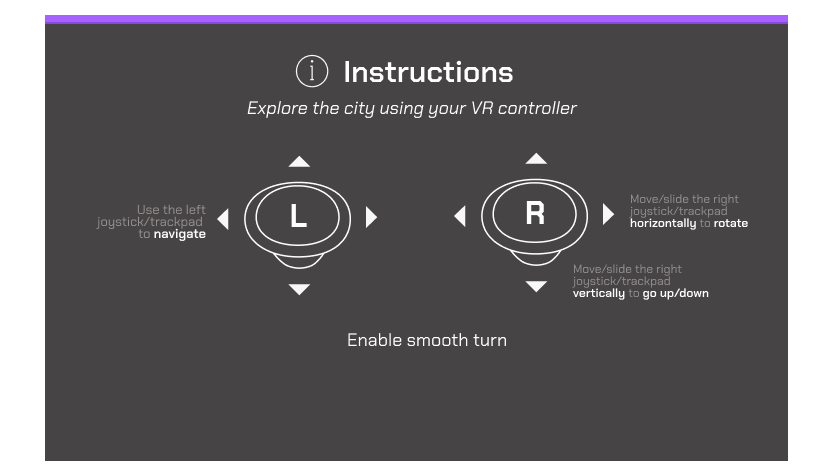 i Instructions
Explore the city using your VR controller
Use the left
joystick/trackpad
to navigate
L
R
Move/slide the right
joystick/trackpad
horizontally to rotate
Move/slide the right
joystick/trackpad
vertically to go up/down
Enable smooth turn